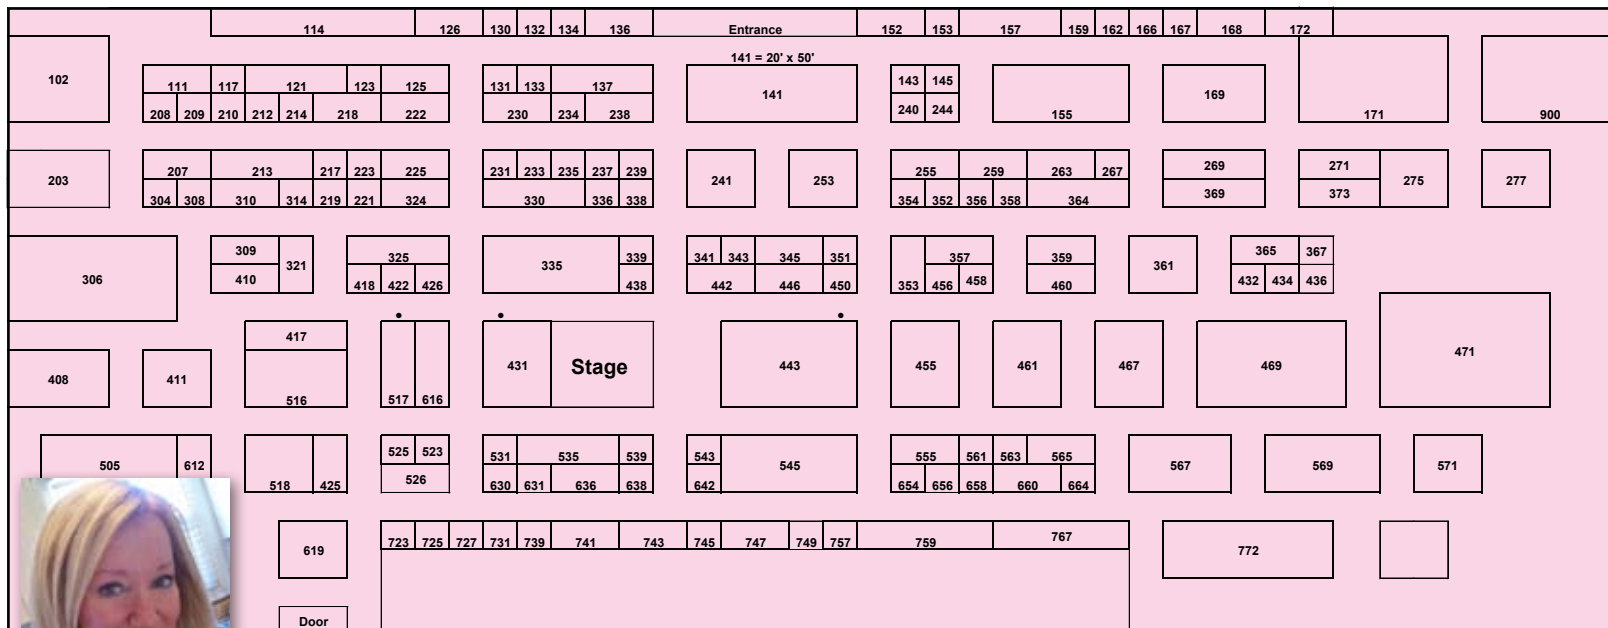 114 126 130 132 134 136 Entrance 152 153 157 159 162 166 167 168 172
141 = 20' x 50'
102 111 117 121 123 125 131 133 137 141 143 145 155 169 171 900
208 209 210 212 214 218 222 230 234 238 240 244
203 207 213 217 223 225 231 233 235 237 239 241 253 255 259 263 267 269 271 275 277
304 308 310 314 219 221 324 330 336 338 354 352 356 358 364 369 373
306 309 321 325 335 339 341 343 345 351 353 357 359 361 365 367
410 418 422 426 438 442 446 450 456 458 460 432 434 436
417 471
408 411 516 517 616 431 Stage 443 455 461 467 469
505 612 518 425 525 523 531 535 539 543 545 555 561 563 565 567 569 571
526 630 631 636 638 642 654 656 658 660 664
619 723 725 727 731 739 741 743 745 747 749 757 759 767 772
Door